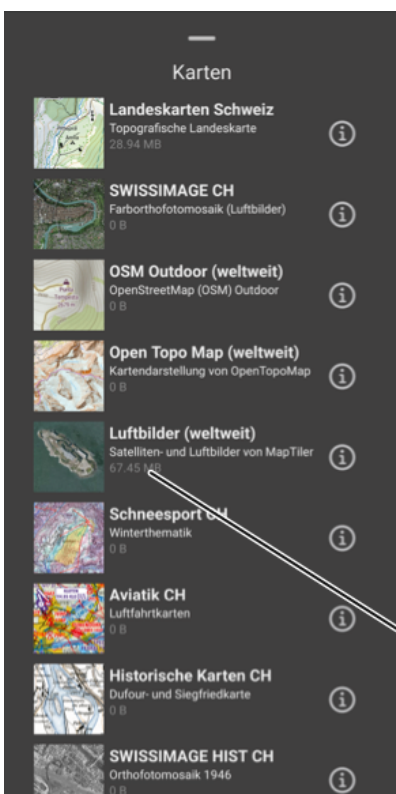 Karten
Landeskarten Schweiz
Topografische Landeskarte
28.94 MB
SWISSIMAGE CH
Farborthofotomosaik (Luftbilder)
0 B
OSM Outdoor (weltweit)
OpenStreetMap (OSM) Outdoor
0 B
Open Topo Map (weltweit)
Kartendarstellung von OpenTopoMap
0 B
Luftbilder (weltweit)
Satelliten- und Luftbilder von MapTiler
67.45 MB
Schneesport CH
Winterthematik
0 B
Aviatik CH
Luftfahrtkarten
0 B
Historische Karten CH
Dufour- und Siegfriedkarte
0 B
SWISSIMAGE HIST CH
Orthofotomosaik 1946
0 B